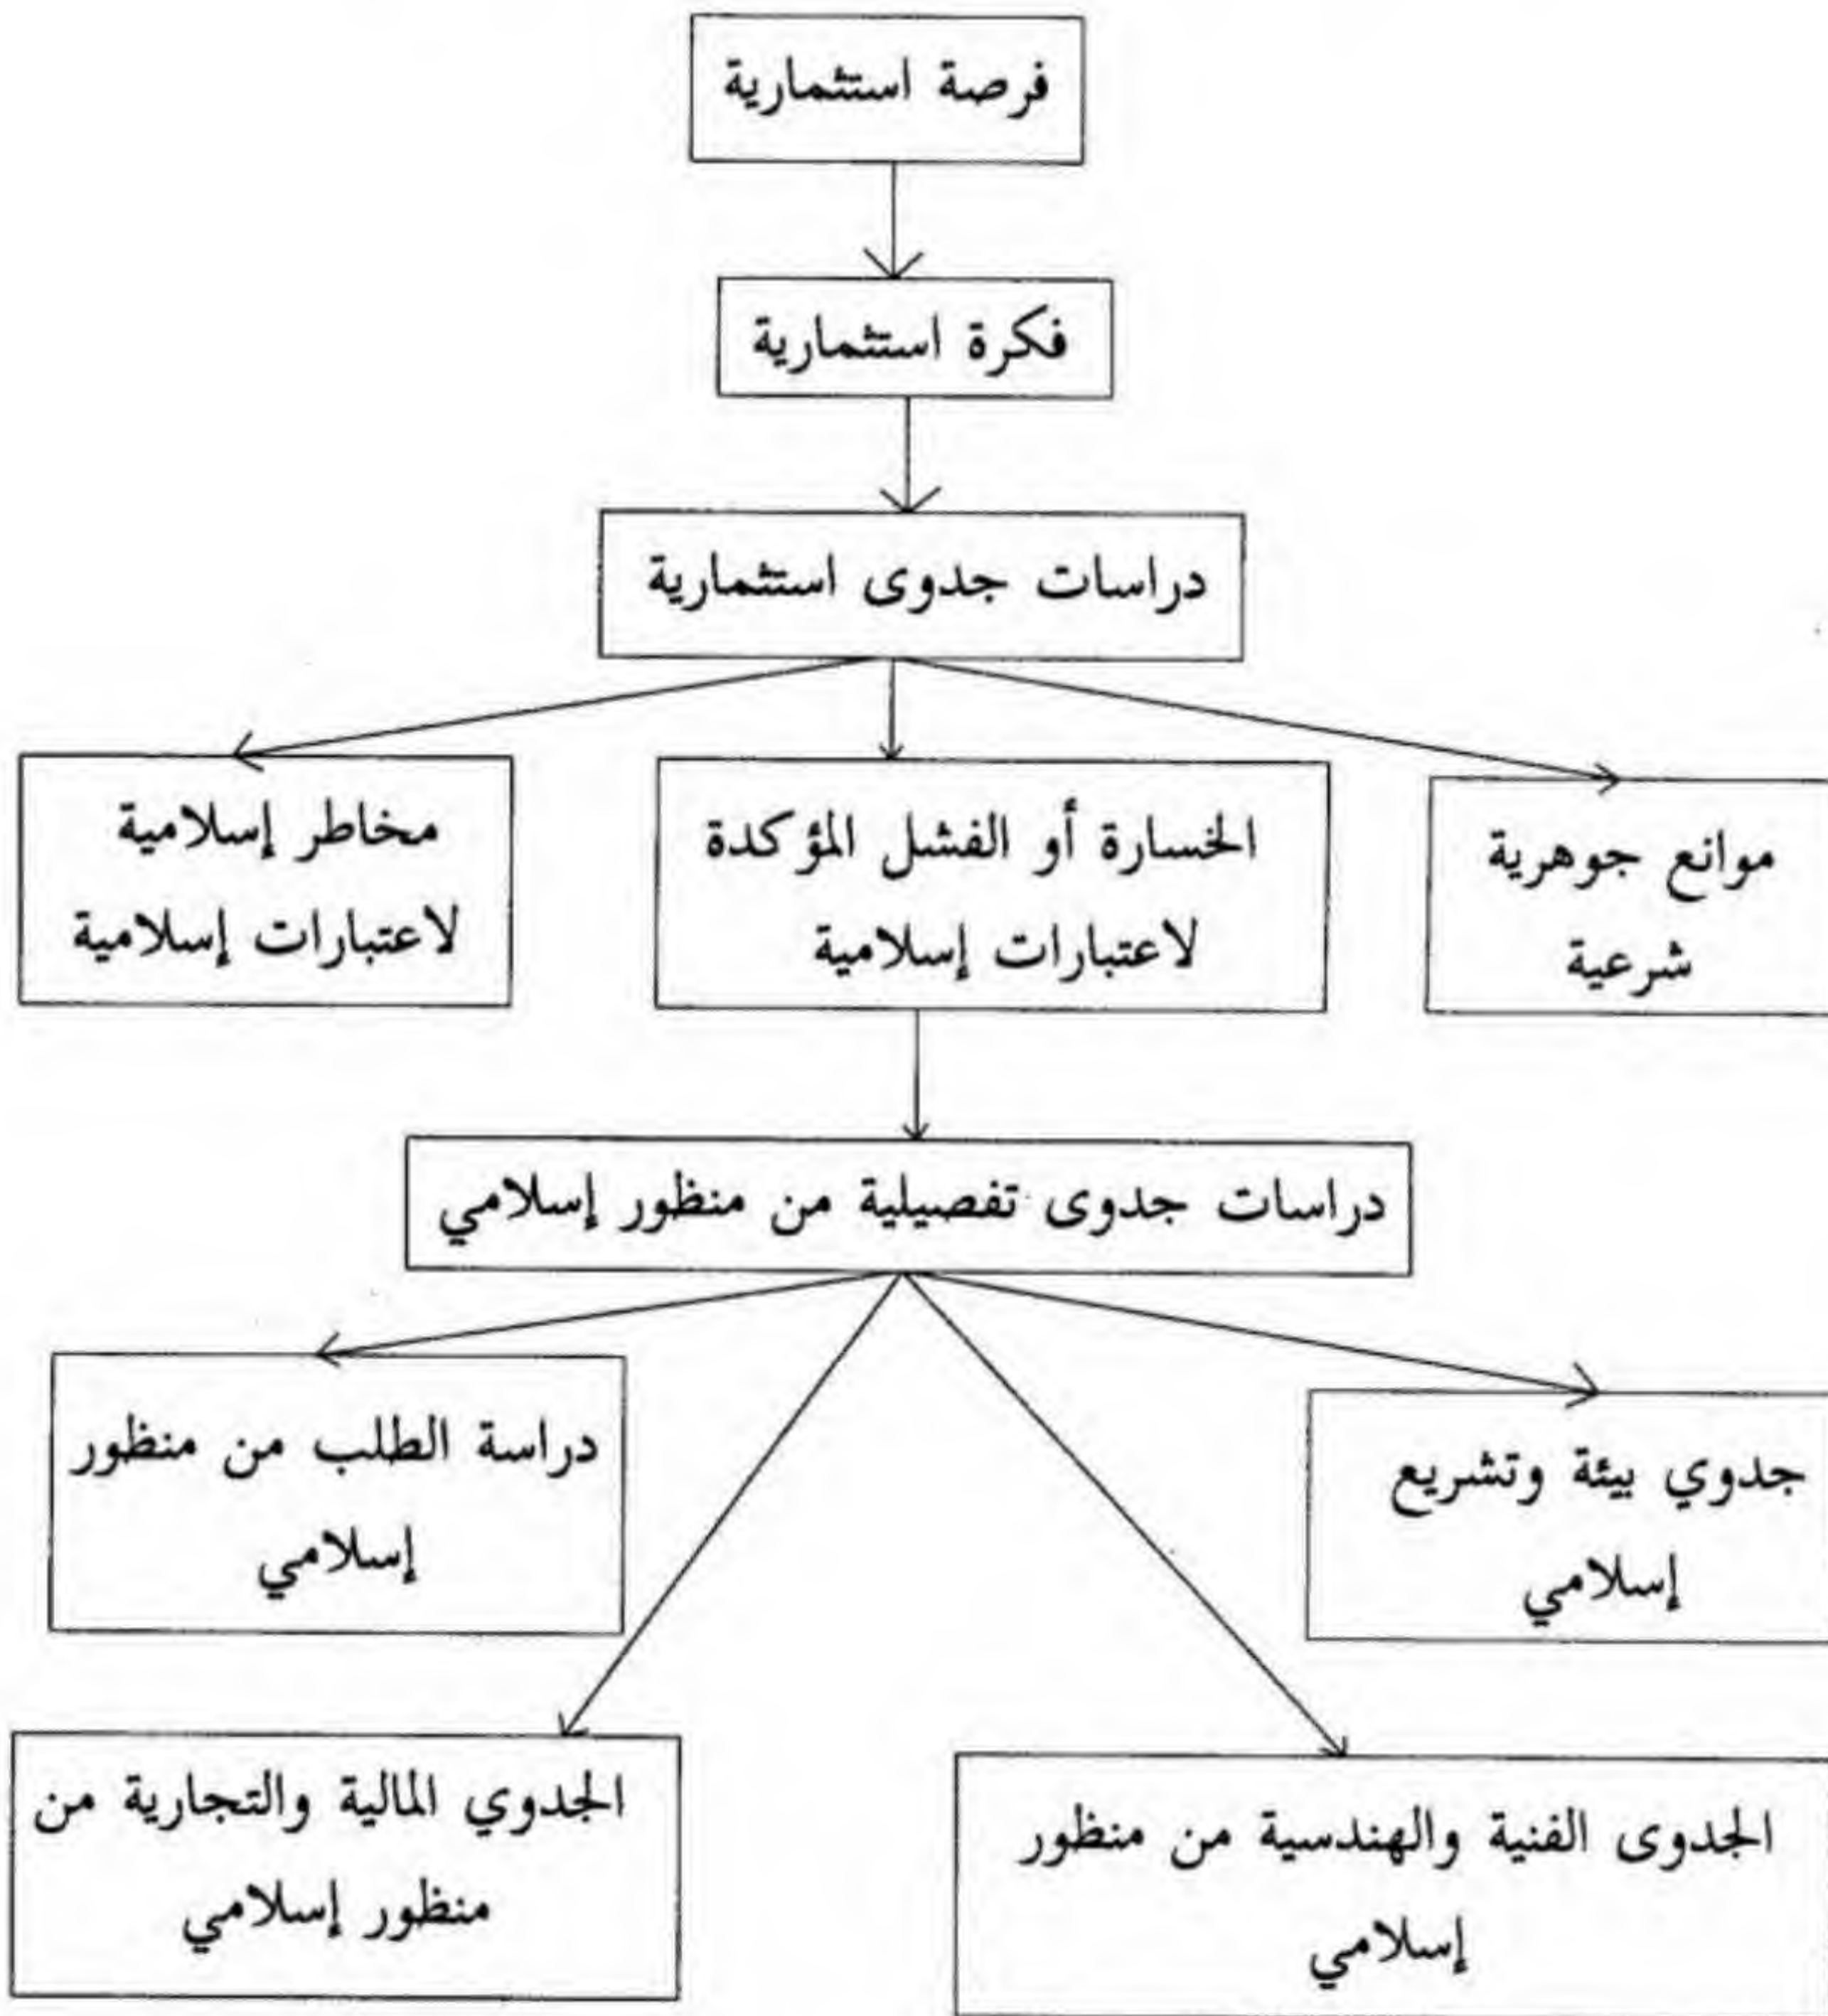 فرصة استثمارية
فكرة استثمارية
دراسات جدوى استثمارية
موانع جوهرية
شرعية
الخسارة أو الفشل المؤكدة
لاعتبارات إسلامية
مخاطر إسلامية
لاعتبارات إسلامية
دراسات جدوى تفصيلية من منظور إسلامي
جدوي بيئة وتشريع
إسلامي
دراسة الطلب من منظور
إسلامي
الجدوى الفنية والهندسية من منظور
إسلامي
الجدوي المالية والتجارية من
منظور إسلامي